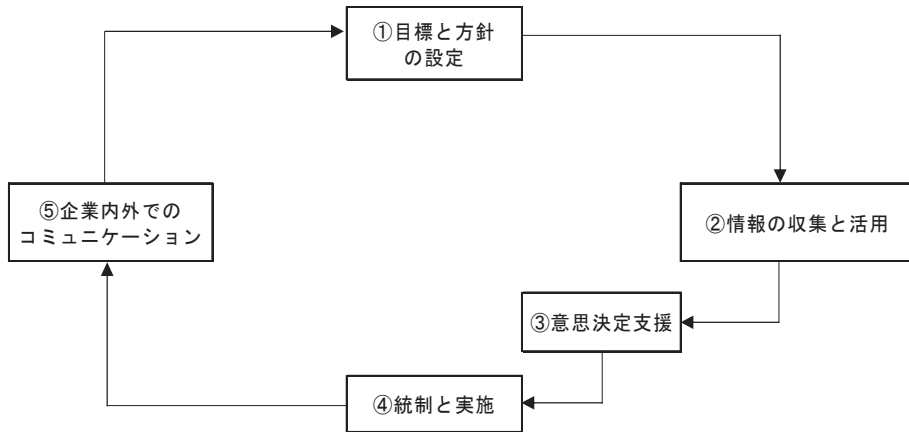 ①目標と方針
の設定
②情報の収集と活用
③意思決定支援
④統制と実施
⑤企業内外での
コミュニケーション